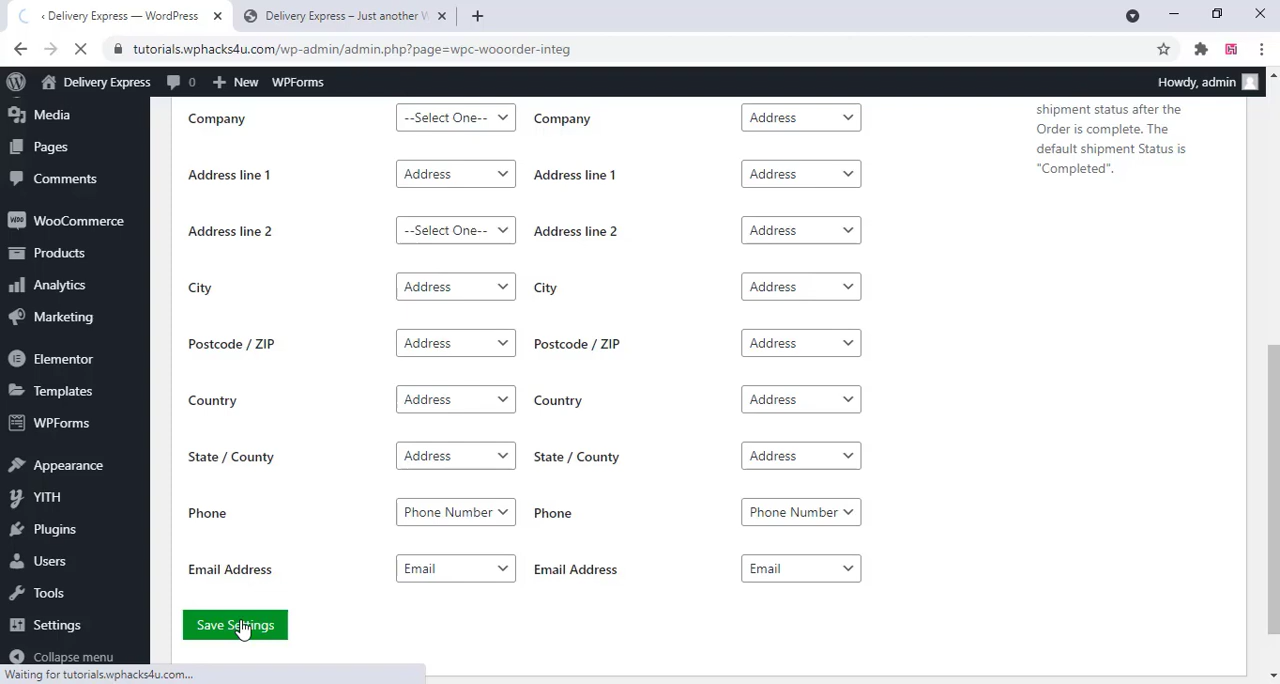 ‹ Delivery Express — WordPress
Delivery Express – Just another W
tutorials.wphacks4u.com/wp-admin/admin.php?page=wpc-wooorder-integ
Delivery Express 0 New WPForms Howdy, admin
Media
Pages
Comments
WooCommerce
Products
Analytics
Marketing
Elementor
Templates
WPForms
Appearance
YITH
Plugins
Users
Tools
Settings
Collapse menu
Company --Select One-- Company Address
Address line 1 Address Address line 1 Address
Address line 2 --Select One-- Address line 2 Address
City Address City Address
Postcode / ZIP Address Postcode / ZIP Address
Country Address Country Address
State / County Address State / County Address
Phone Phone Number Phone Phone Number
Email Address Email Email Address Email
Save Settings
shipment status after the
Order is complete. The
default shipment Status is
"Completed".
Waiting for tutorials.wphacks4u.com...